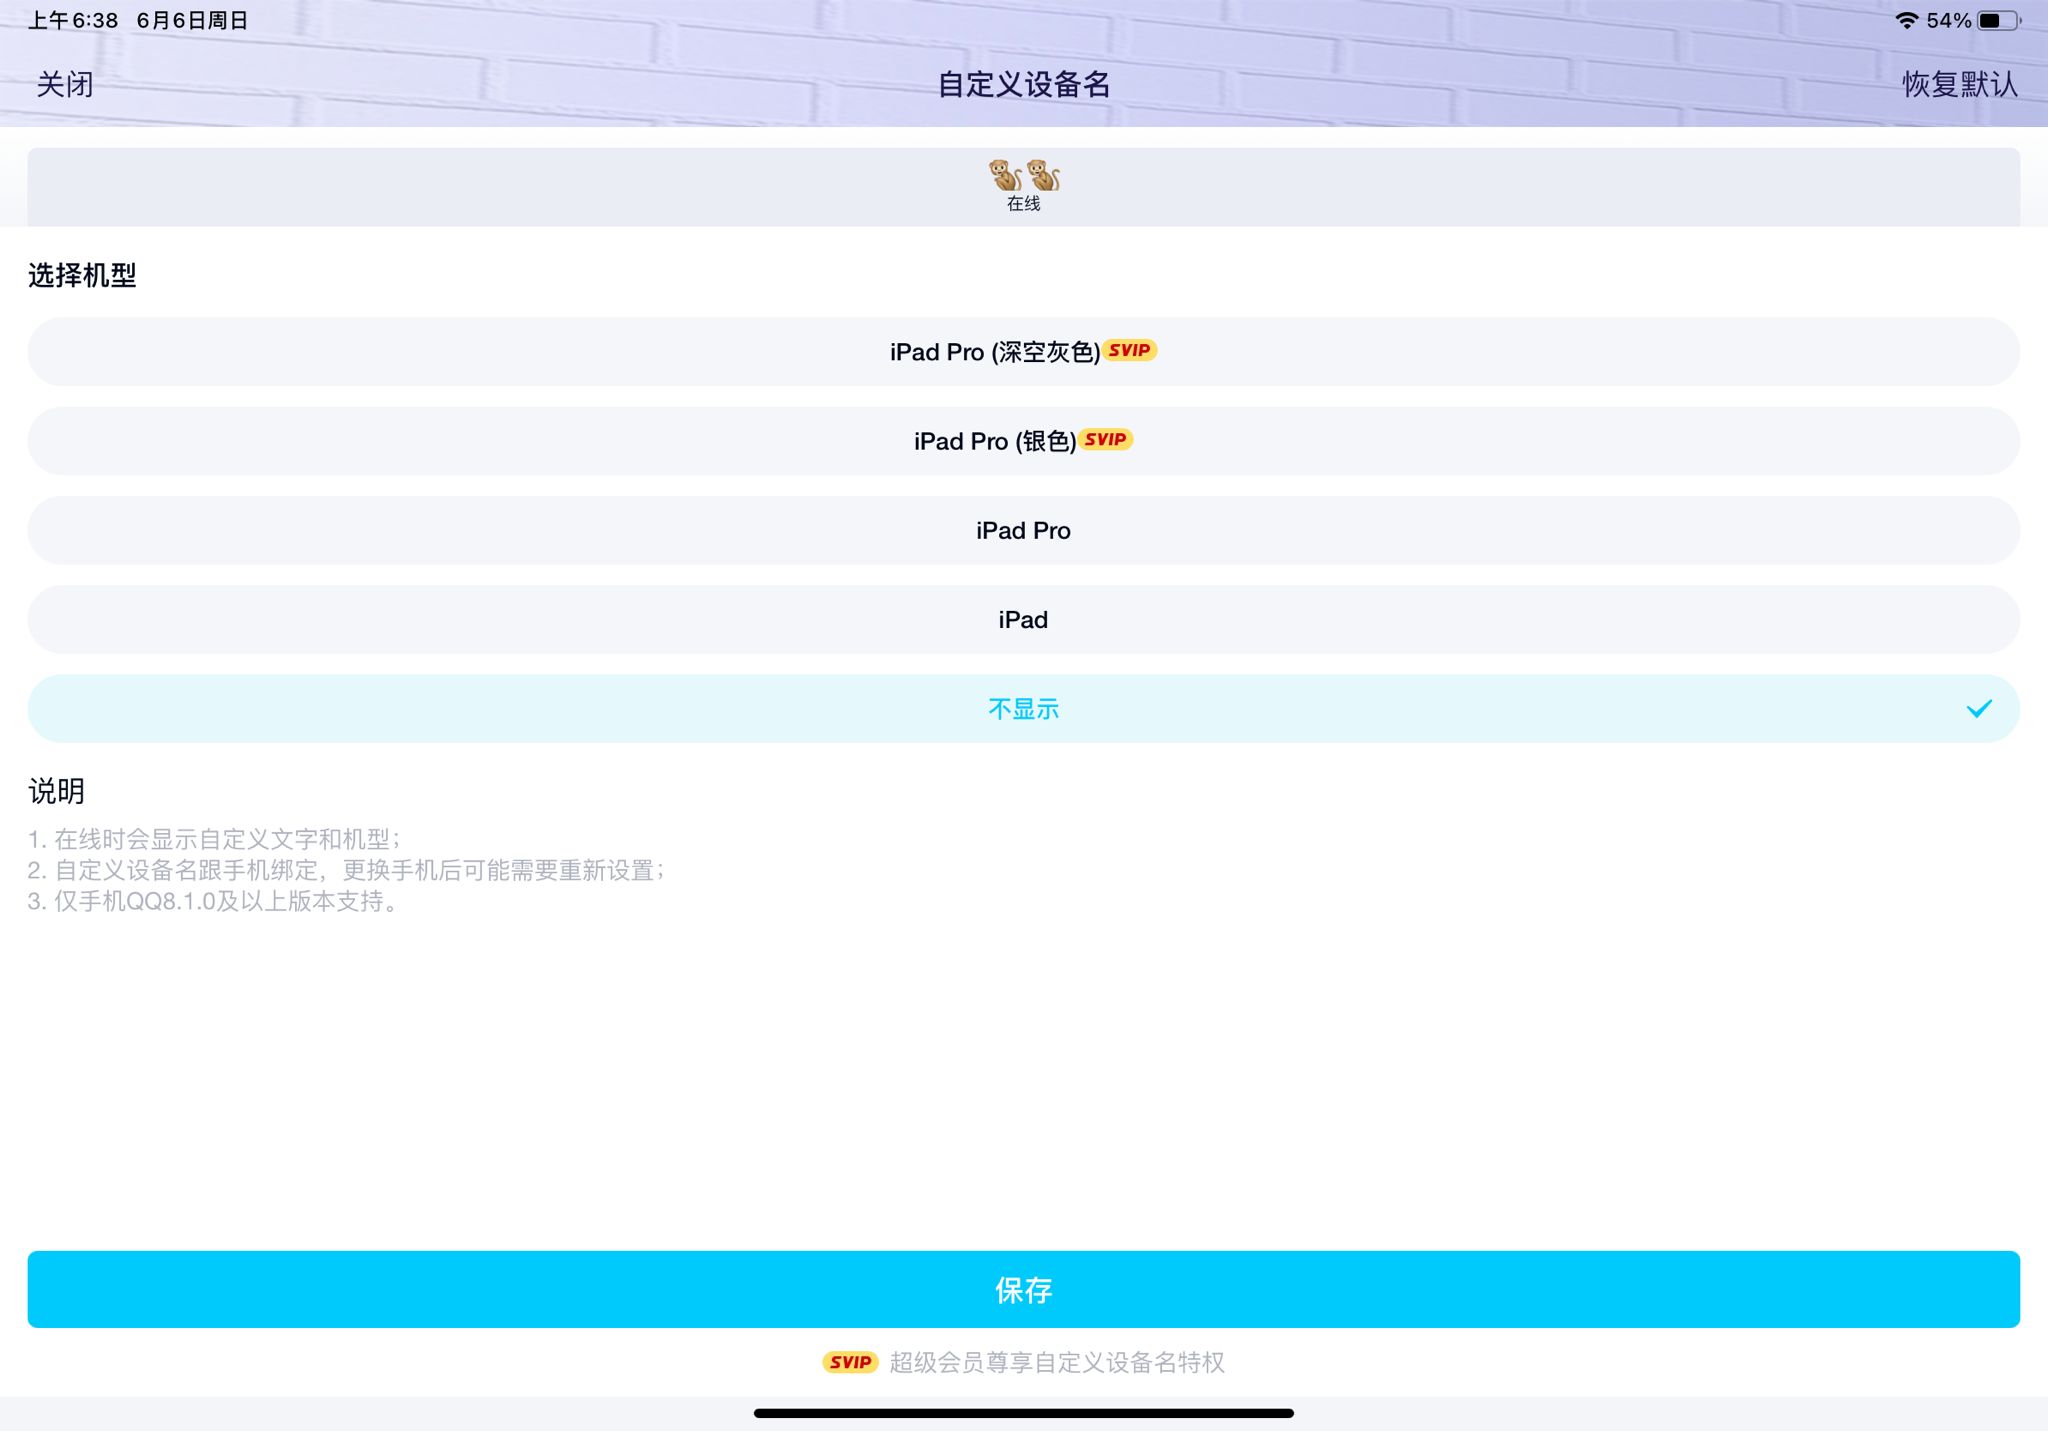 上午6:38 6月6日周日
54%
关闭
自定义设备名
恢复默认
🐒🐒
在线
选择机型
iPad Pro (深空灰色) SVIP
iPad Pro (银色) SVIP
iPad Pro
iPad
不显示
说明
1. 在线时会显示自定义文字和机型；
2. 自定义设备名跟手机绑定，更换手机后可能需要重新设置；
3. 仅手机QQ8.1.0及以上版本支持。
保存
SVIP 超级会员尊享自定义设备名特权